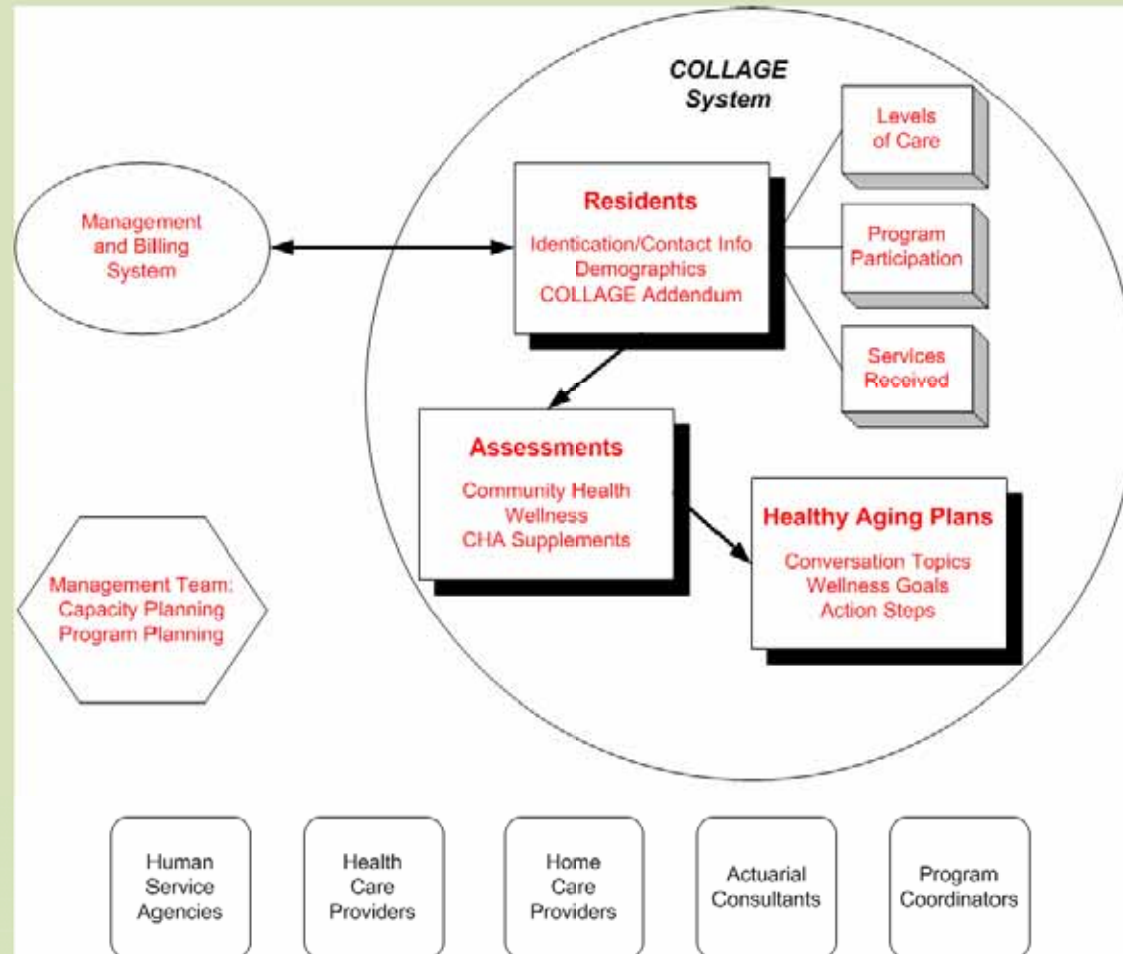 COLLAGE
System
Levels
of Care
Management
and Billing
System
Residents
Identication/Contact Info
Demographics
COLLAGE Addendum
Program
Participation
Services
Received
Assessments
Community Health
Wellness
CHA Supplements
Healthy Aging Plans
Conversation Topics
Wellness Goals
Action Steps
Management Team:
Capacity Planning
Program Planning
Human
Service
Agencies
Health
Care
Providers
Home
Care
Providers
Actuarial
Consultants
Program
Coordinators